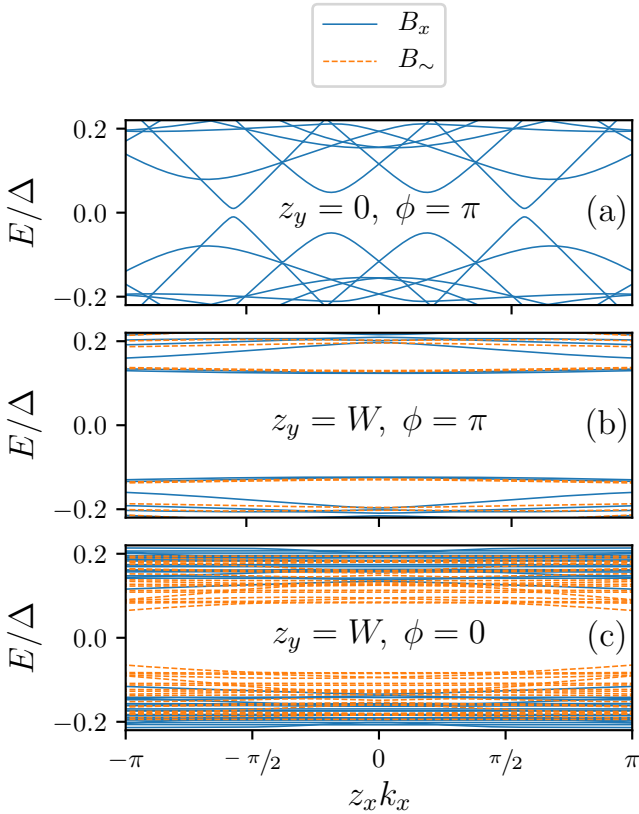 B_x
B_∼
E/Δ
0.2
0.0
−0.2
z_y = 0, ϕ = π
(a)
E/Δ
0.2
0.0
−0.2
z_y = W, ϕ = π
(b)
E/Δ
0.2
0.0
−0.2
z_y = W, ϕ = 0
(c)
−π
−π/2
0
π/2
π
z_x k_x